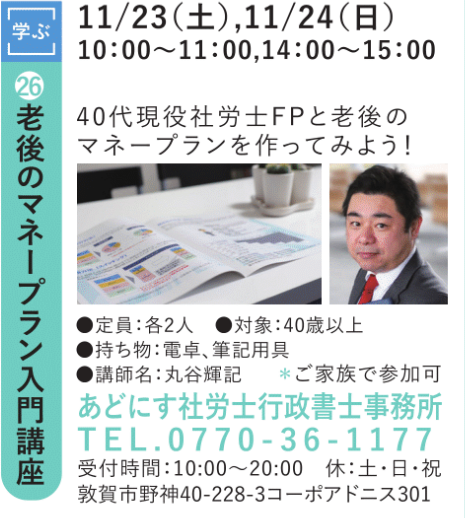 学ぶ
㉖老後のマネープラン入門講座
11/23(土),11/24(日)
10:00〜11:00,14:00〜15:00
40代現役社労士FPと老後の
マネープランを作ってみよう!
●定員:各2人 ●対象:40歳以上
●持ち物:電卓、筆記用具
●講師名:丸谷輝記 *ご家族で参加可
あどにす社労士行政書士事務所
TEL.0770-36-1177
受付時間:10:00〜20:00 休:土・日・祝
敦賀市野神40-228-3コーポアドニス301